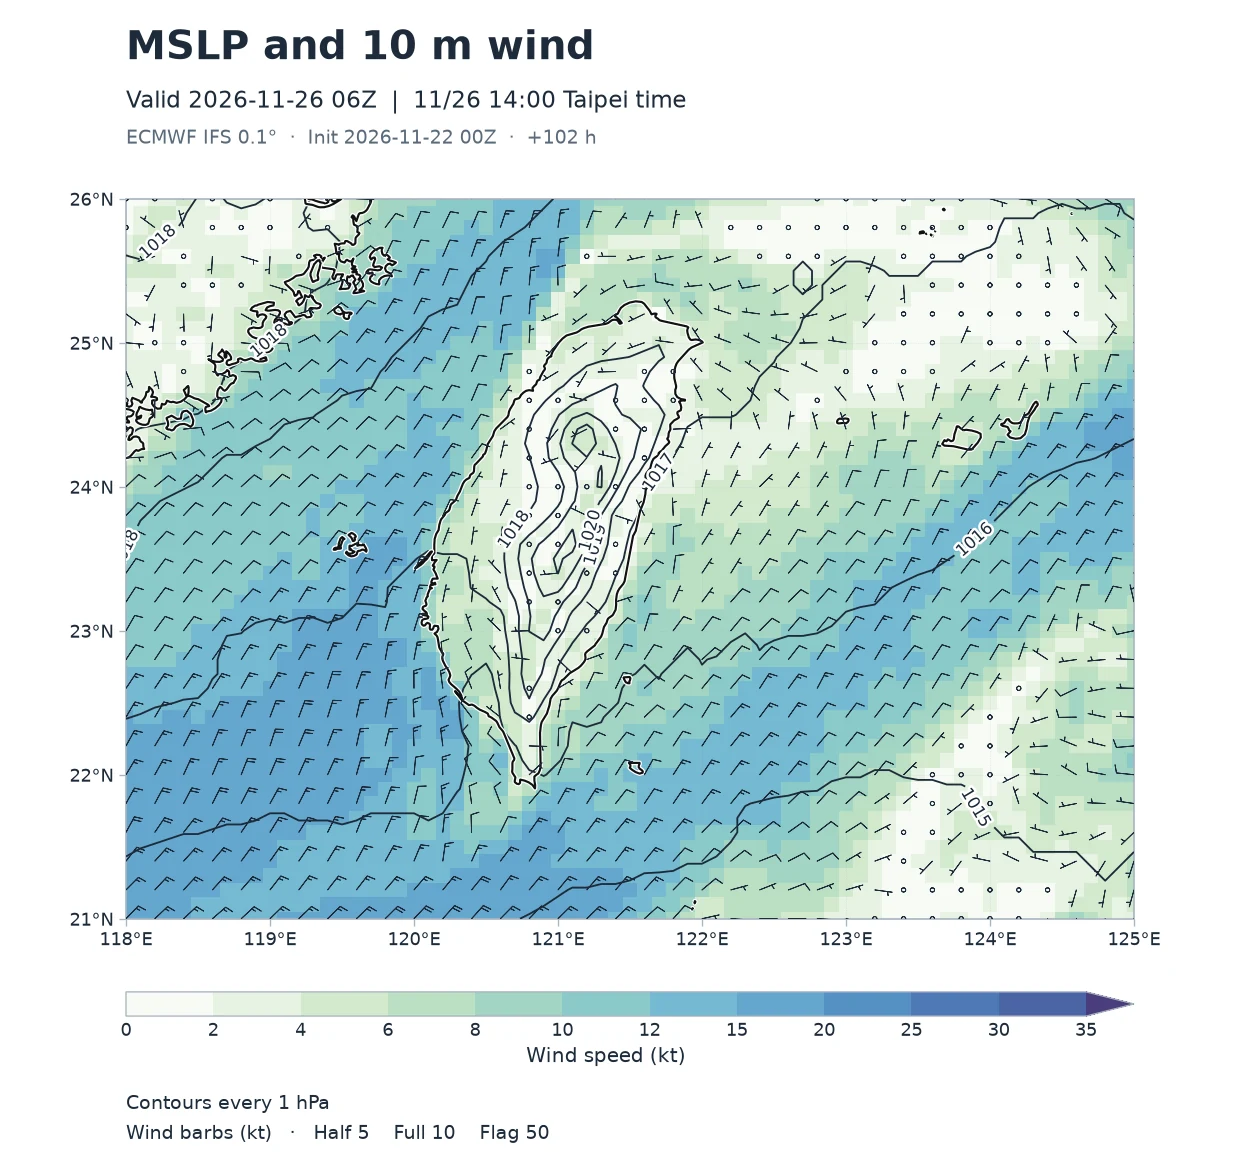 MSLP and 10 m wind
Valid 2026-11-26 06Z | 11/26 14:00 Taipei time
ECMWF IFS 0.1° · Init 2026-11-22 00Z · +102 h
26°N
25°N
24°N
23°N
22°N
21°N
1018
1018
1017
1018
1020
1019
1016
1015
118°E 119°E 120°E 121°E 122°E 123°E 124°E 125°E
0 2 4 6 8 10 12 15 20 25 30 35
Wind speed (kt)
Contours every 1 hPa
Wind barbs (kt) · Half 5 Full 10 Flag 50